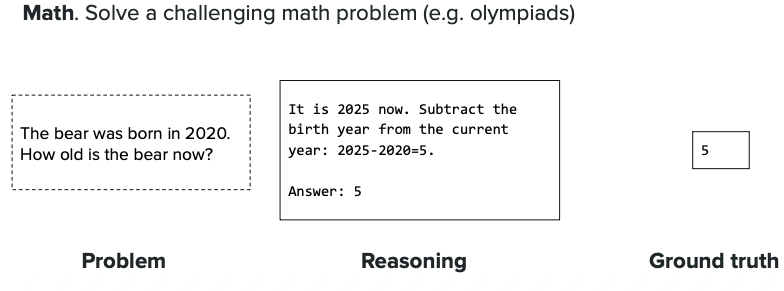 Math. Solve a challenging math problem (e.g. olympiads)
The bear was born in 2020.
How old is the bear now?
It is 2025 now. Subtract the
birth year from the current
year: 2025-2020=5.
Answer: 5
5
Problem
Reasoning
Ground truth